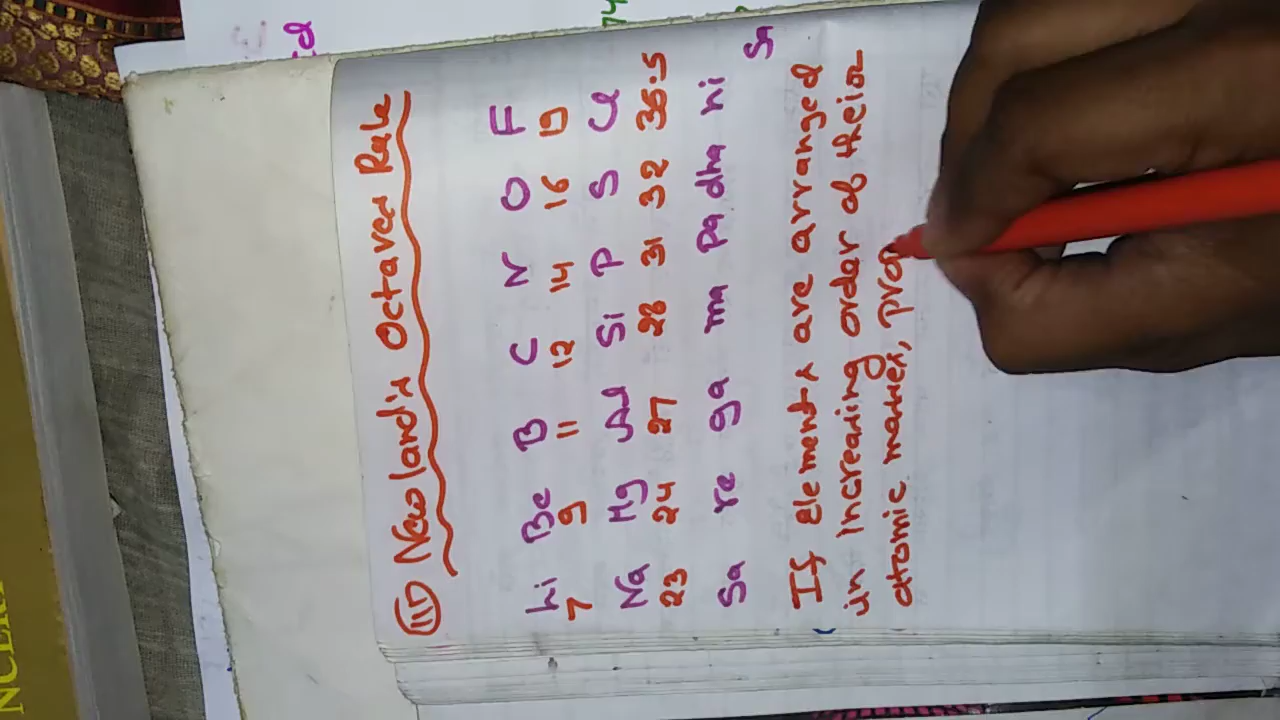 (III) Newland's Octaves Rule
Li Be B C N O F
7 9 11 12 14 16 19
Na Mg Al Si P S Cl
23 24 27 28 31 32 35.5
Sa re ga ma pa dha ni Sa
If elements are arranged
in increasing order of their
atomic masses, prop
NCERT